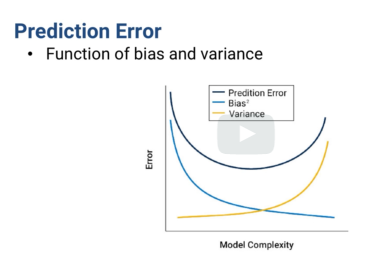 Prediction Error
• Function of bias and variance
Predition Error
Bias²
Variance
Error
Model Complexity